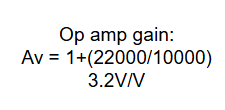 Op amp gain:
Av = 1+(22000/10000)
3.2V/V